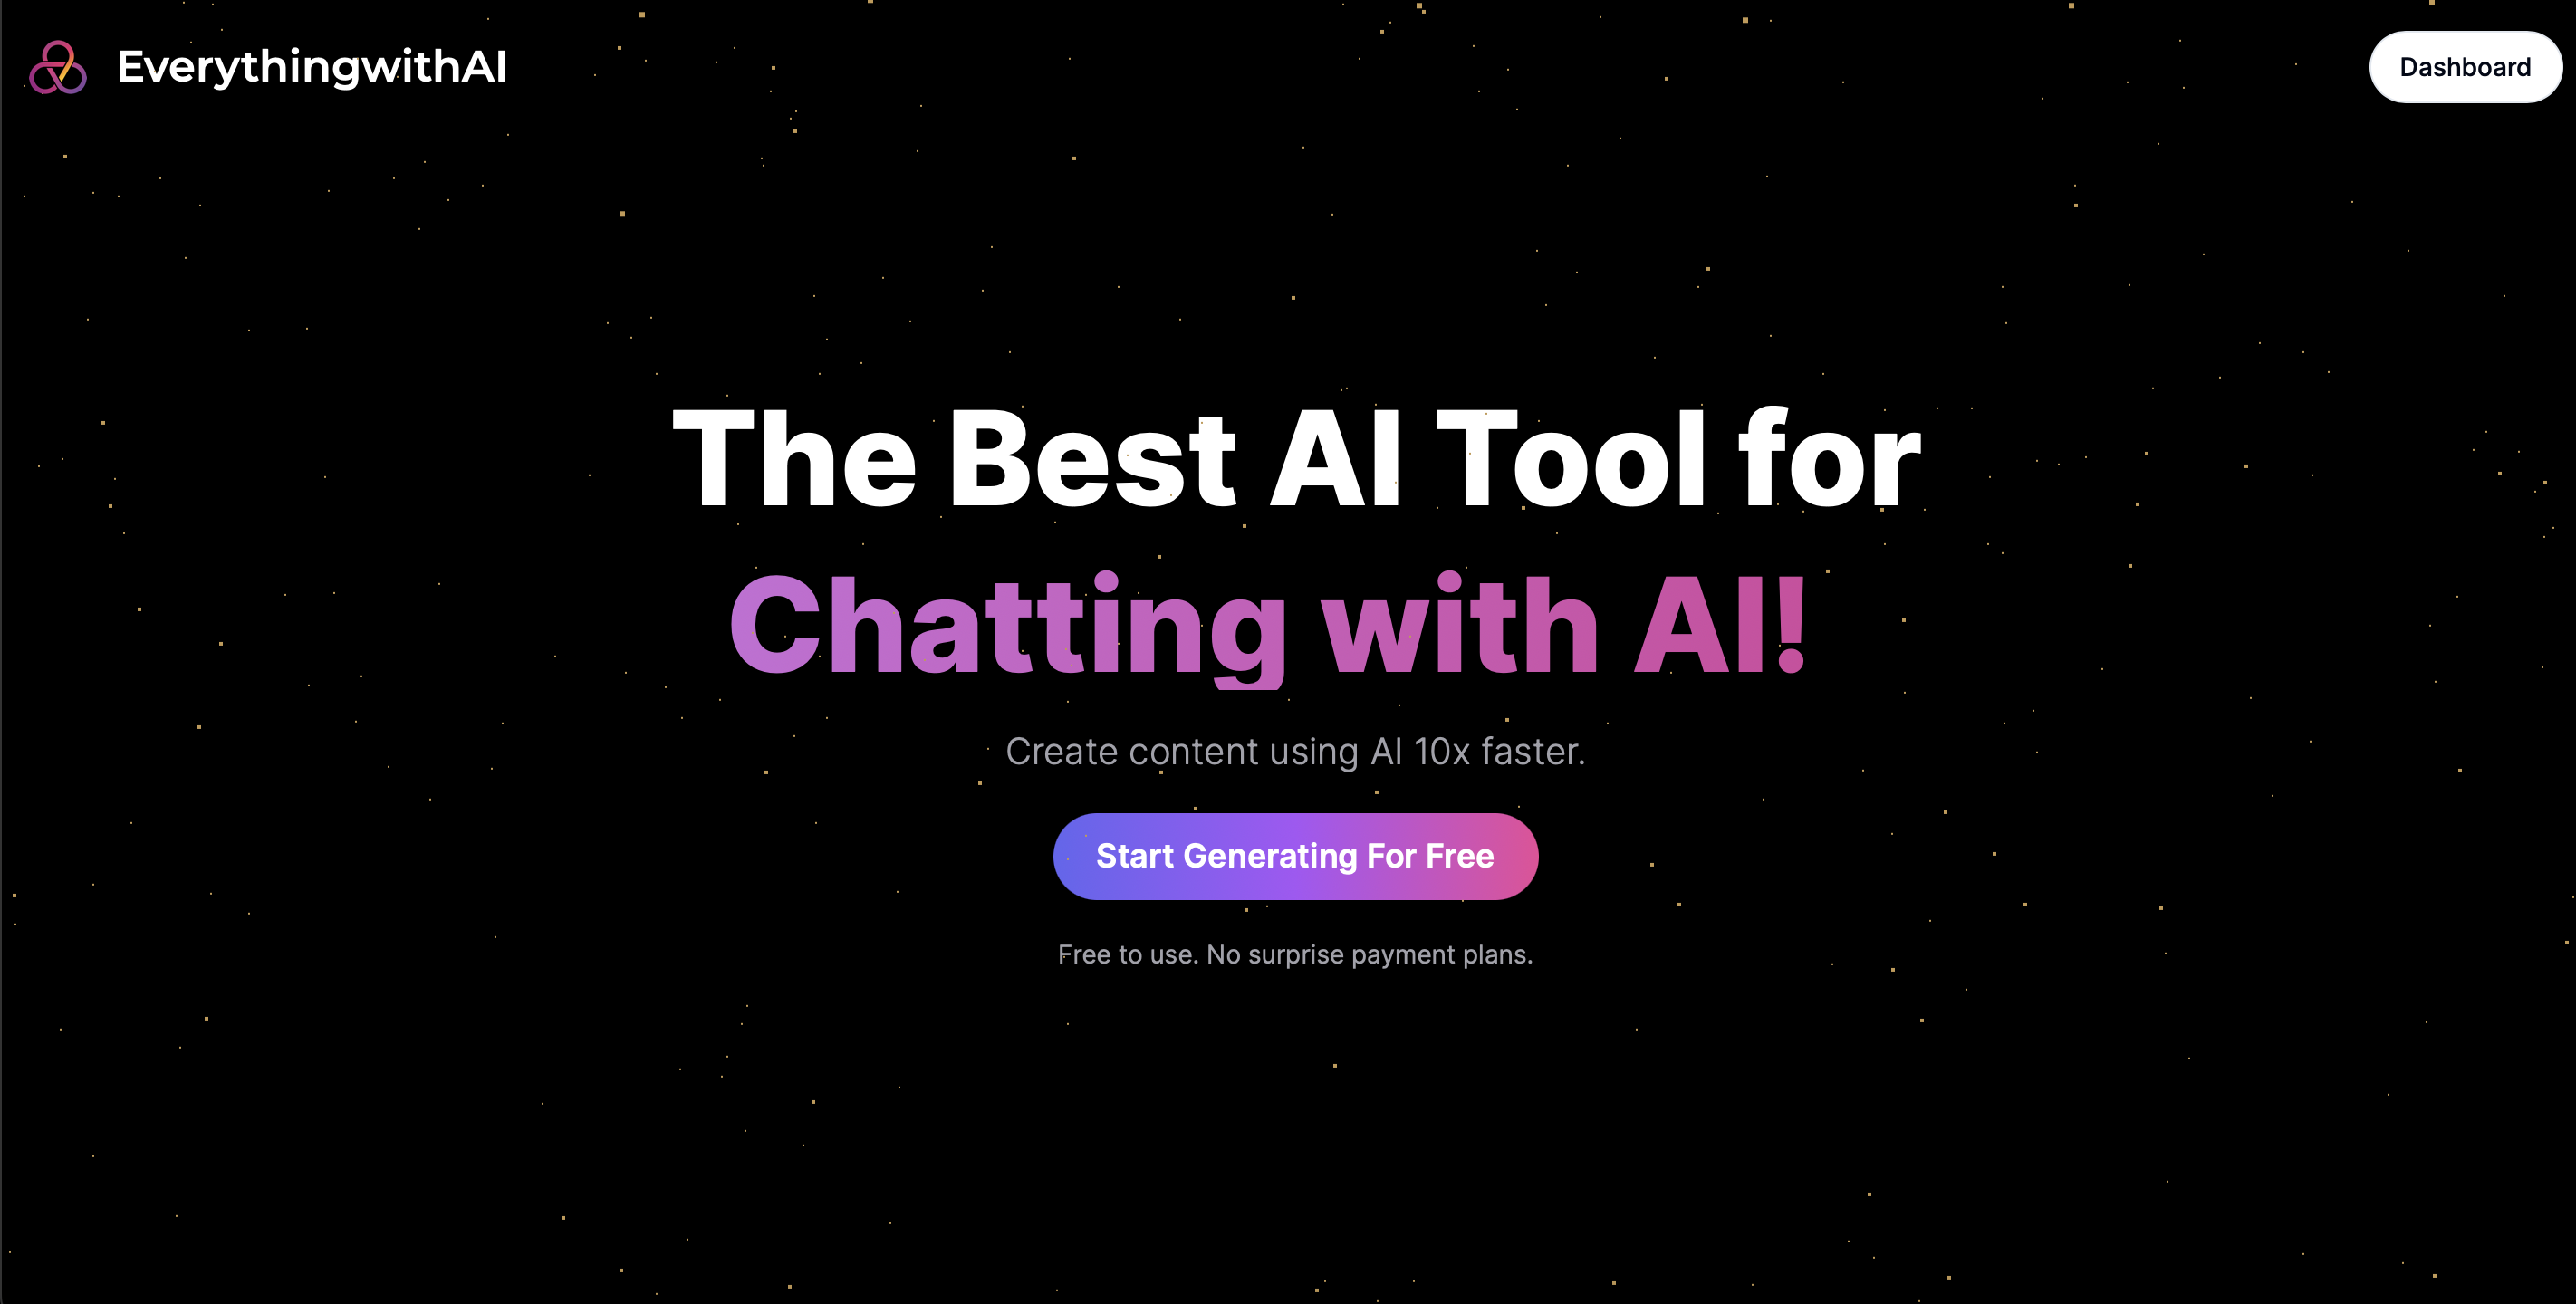 EverythingwithAI
Dashboard
The Best AI Tool for
Chatting with AI!
Create content using AI 10x faster.
Start Generating For Free
Free to use. No surprise payment plans.